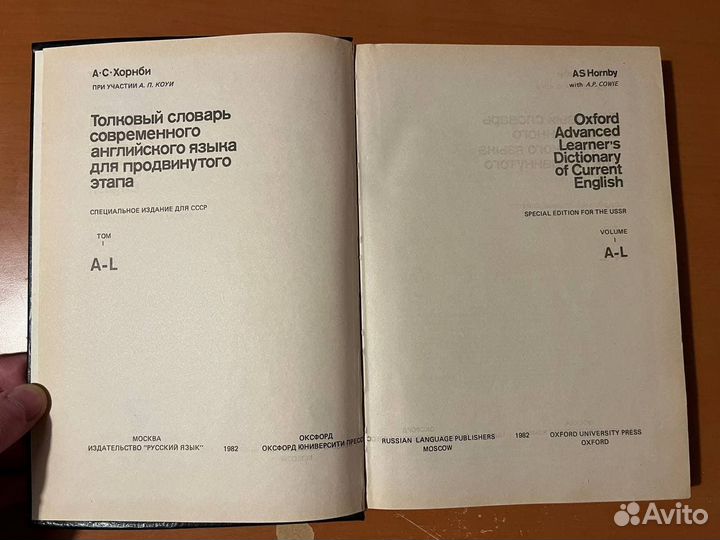 А·С·Хорнби
ПРИ УЧАСТИИ А. П. КОУИ
Толковый словарь
современного
английского языка
для продвинутого
этапа
СПЕЦИАЛЬНОЕ ИЗДАНИЕ ДЛЯ СССР
ТОМ
I
A–L
МОСКВА
ИЗДАТЕЛЬСТВО "РУССКИЙ ЯЗЫК"
1982
ОКСФОРД
ОКСФОРД ЮНИВЕРСИТИ ПРЕСС
AS Hornby
with A.P. COWIE
Oxford
Advanced
Learner's
Dictionary
of Current
English
SPECIAL EDITION FOR THE USSR
VOLUME
I
A–L
RUSSIAN LANGUAGE PUBLISHERS
MOSCOW
1982
OXFORD UNIVERSITY PRESS
OXFORD
Avito